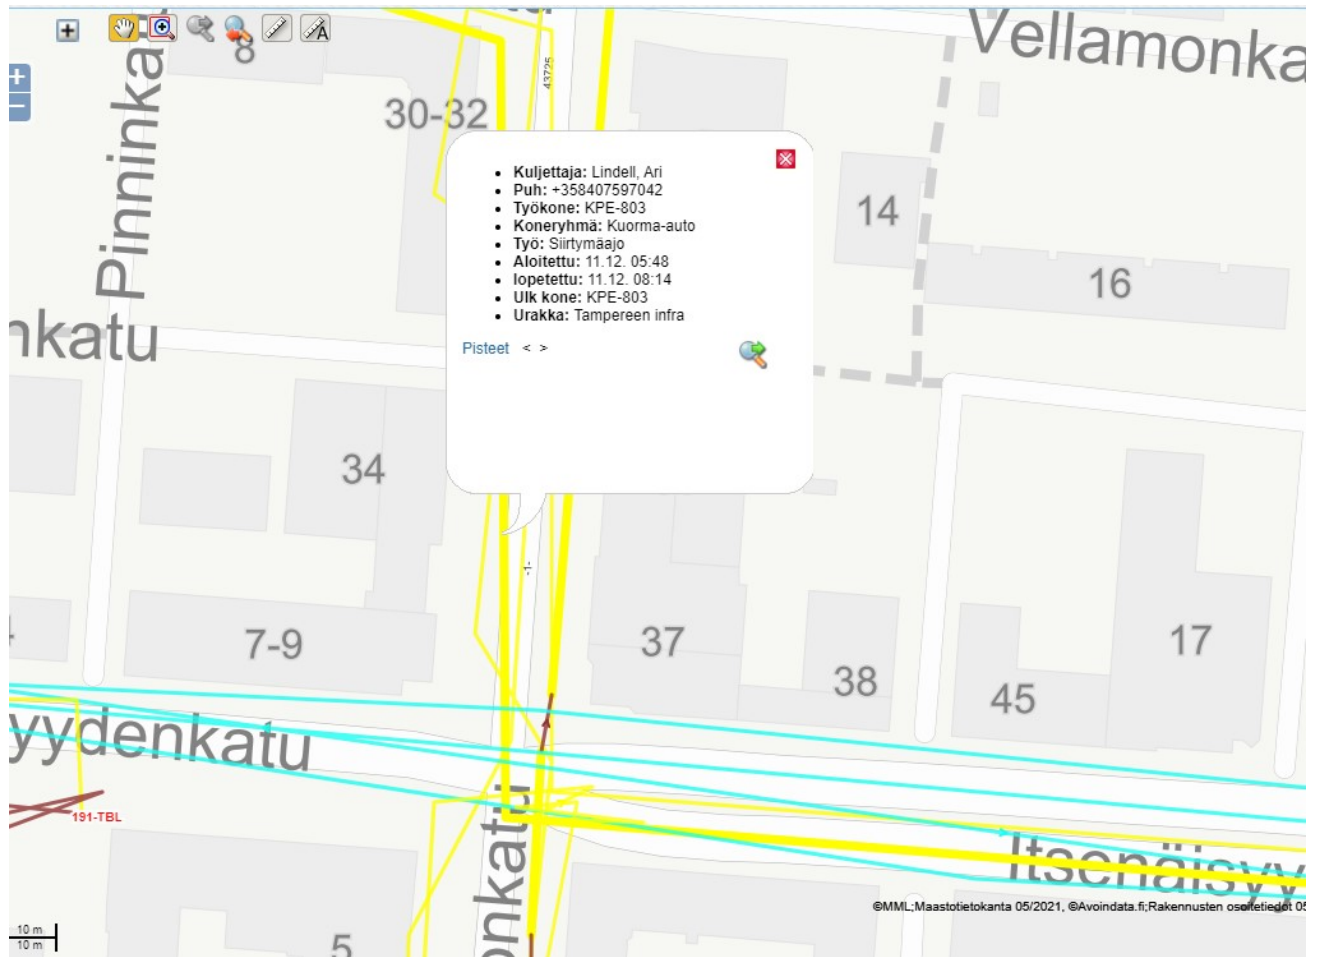 Vellamonka
Pinninka
8
30-32
43725
+
−
Kuljettaja: Lindell, Ari
Puh: +358407597042
Työkone: KPE-803
Koneryhmä: Kuorma-auto
Työ: Siirtymäajo
Aloitettu: 11.12. 05:48
lopetettu: 11.12. 08:14
Ulk kone: KPE-803
Urakka: Tampereen infra
Pisteet < >
14
16
nkatu
34
-1-
7-9
37
38
45
17
yydenkatu
191-TBL
onkatu
Itsenäisyy
©MML;Maastotietokanta 05/2021, ©Avoindata.fi;Rakennusten osoitetiedot 05
10 m
10 m
5